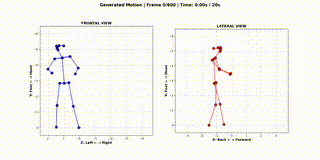 Generated Motion | Frame 0/600 | Time: 0.00s / 20s
FRONTAL VIEW
LATERAL VIEW
Y: Feet ← → Head
Y: Feet ← → Head
Z: Left ← → Right
X: Back ← → Forward